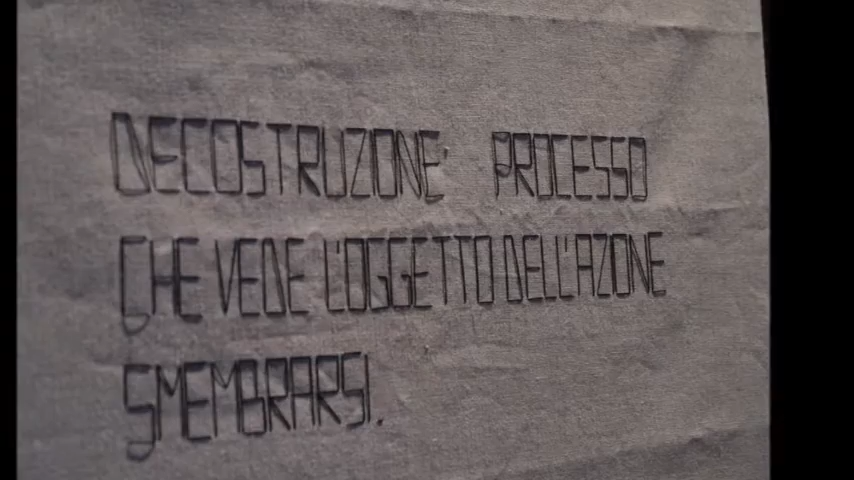 DECOSTRUZIONE: PROCESSO
CHE VEDE L'OGGETTO DELL'AZIONE
SMEMBRARSI.